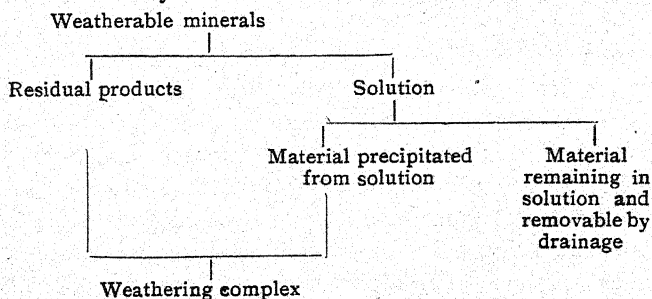 Weatherable minerals
Residual products
Solution
Material precipitated
from solution
Material
remaining in
solution and
removable by
drainage
Weathering complex